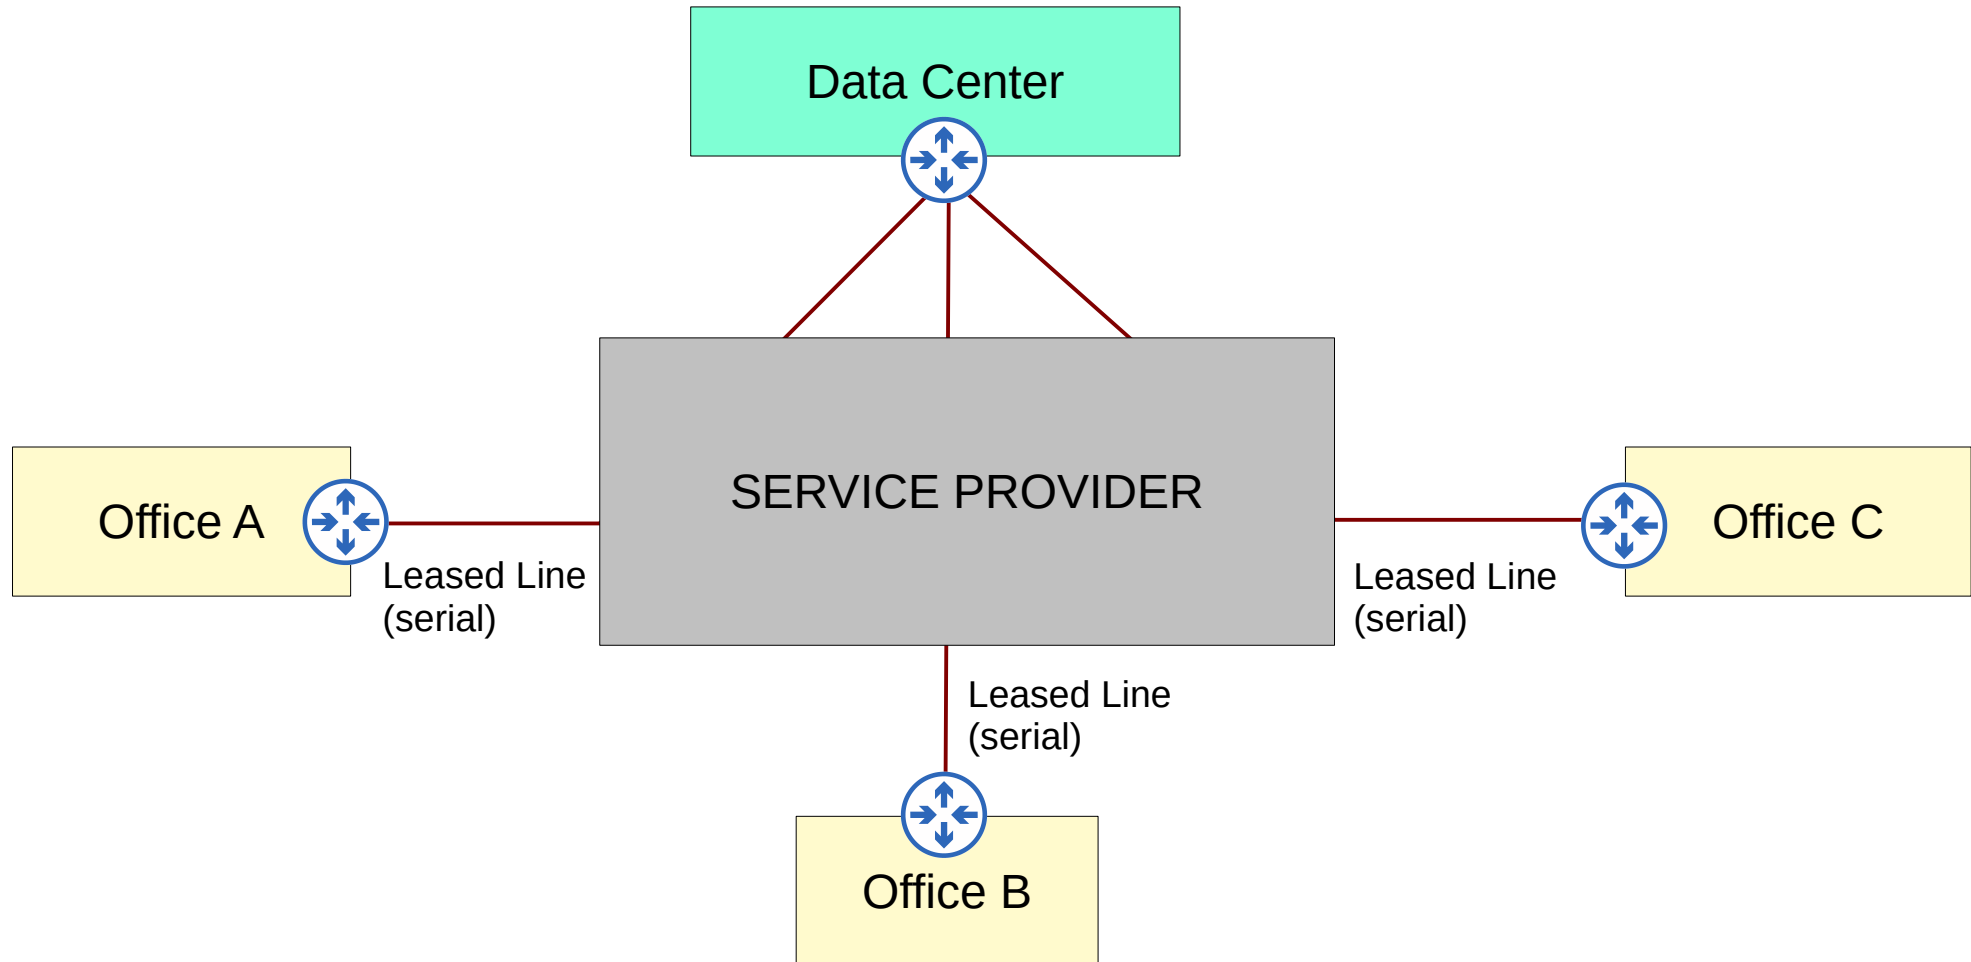 Data Center
SERVICE PROVIDER
Office A
Office C
Leased Line
(serial)
Leased Line
(serial)
Leased Line
(serial)
Office B